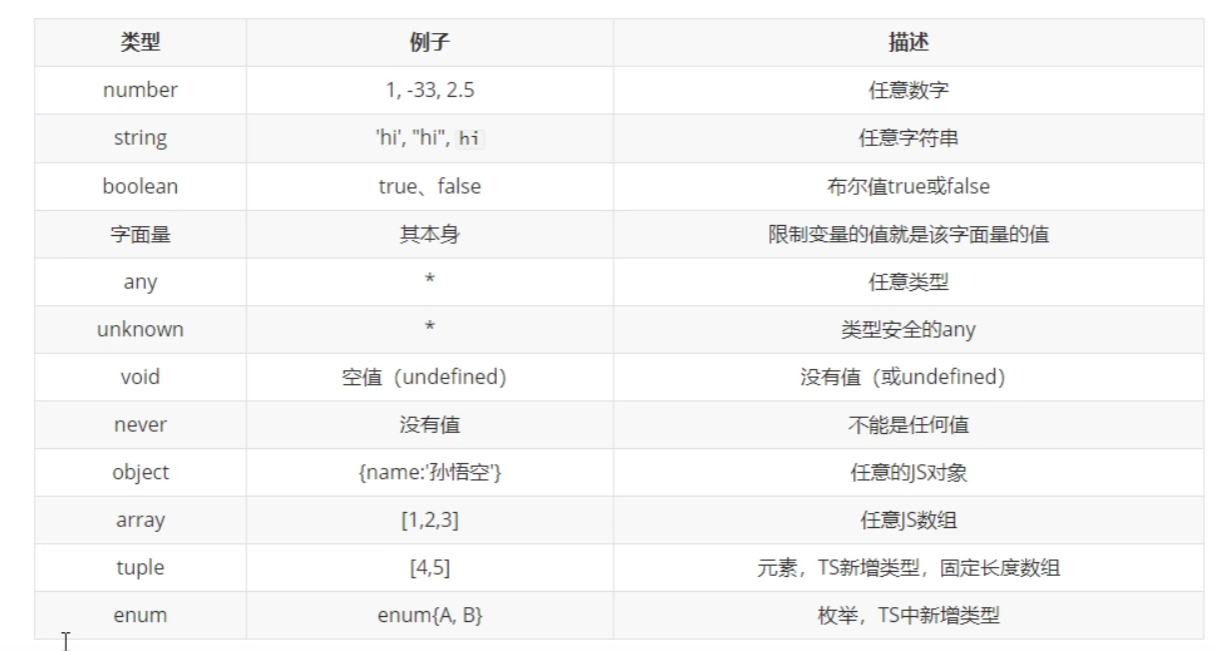 类型 例子 描述
number 1, -33, 2.5 任意数字
string 'hi', "hi", hi 任意字符串
boolean true、false 布尔值true或false
字面量 其本身 限制变量的值就是该字面量的值
any * 任意类型
unknown * 类型安全的any
void 空值（undefined） 没有值（或undefined）
never 没有值 不能是任何值
object {name:'孙悟空'} 任意的JS对象
array [1,2,3] 任意JS数组
tuple [4,5] 元素，TS新增类型，固定长度数组
enum enum{A, B} 枚举，TS中新增类型